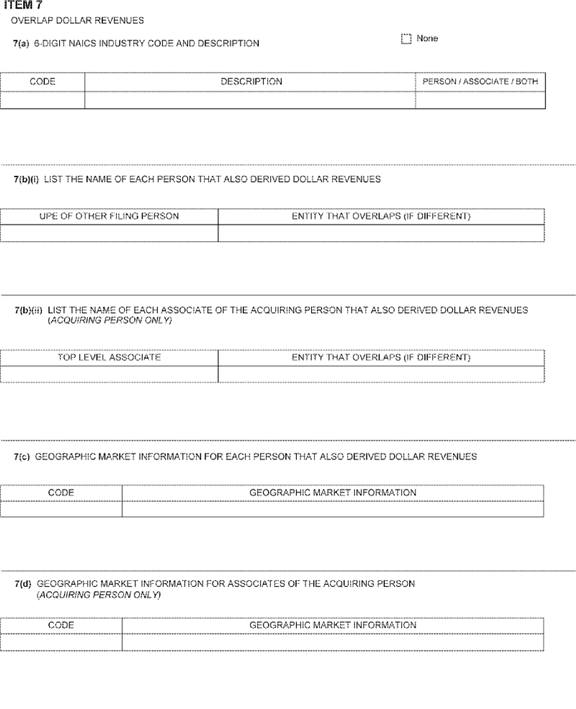 ITEM 7
OVERLAP DOLLAR REVENUES
7(a) 6-DIGIT NAICS INDUSTRY CODE AND DESCRIPTION
None
CODE DESCRIPTION PERSON / ASSOCIATE / BOTH
7(b)(i) LIST THE NAME OF EACH PERSON THAT ALSO DERIVED DOLLAR REVENUES
UPE OF OTHER FILING PERSON ENTITY THAT OVERLAPS (IF DIFFERENT)
7(b)(ii) LIST THE NAME OF EACH ASSOCIATE OF THE ACQUIRING PERSON THAT ALSO DERIVED DOLLAR REVENUES
(ACQUIRING PERSON ONLY)
TOP LEVEL ASSOCIATE ENTITY THAT OVERLAPS (IF DIFFERENT)
7(c) GEOGRAPHIC MARKET INFORMATION FOR EACH PERSON THAT ALSO DERIVED DOLLAR REVENUES
CODE GEOGRAPHIC MARKET INFORMATION
7(d) GEOGRAPHIC MARKET INFORMATION FOR ASSOCIATES OF THE ACQUIRING PERSON
(ACQUIRING PERSON ONLY)
CODE GEOGRAPHIC MARKET INFORMATION